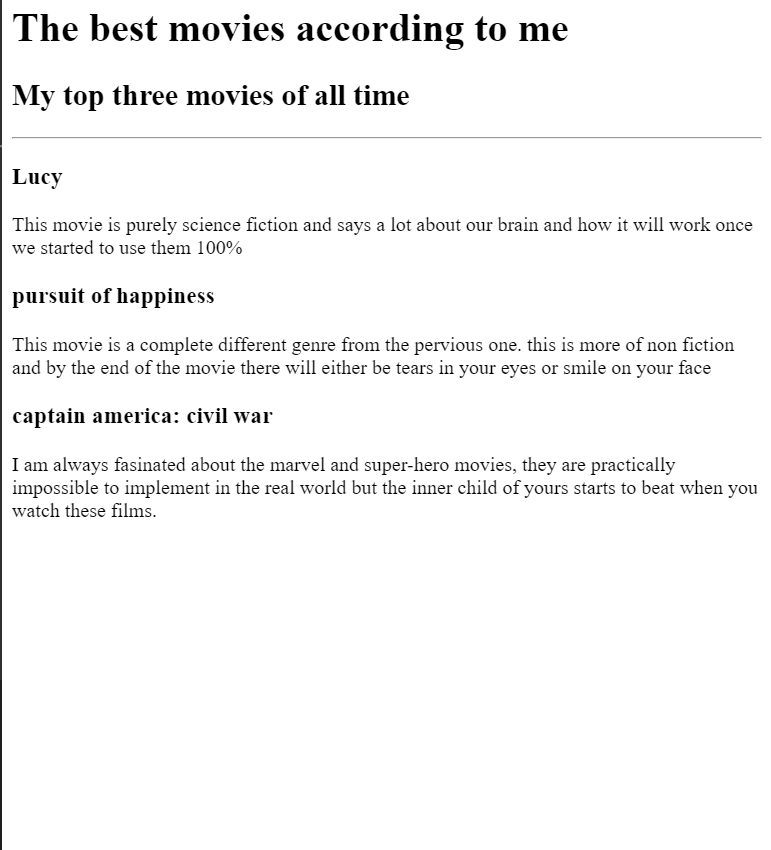 The best movies according to me
My top three movies of all time
Lucy
This movie is purely science fiction and says a lot about our brain and how it will work once
we started to use them 100%
pursuit of happiness
This movie is a complete different genre from the pervious one. this is more of non fiction
and by the end of the movie there will either be tears in your eyes or smile on your face
captain america: civil war
I am always fasinated about the marvel and super-hero movies, they are practically
impossible to implement in the real world but the inner child of yours starts to beat when you
watch these films.